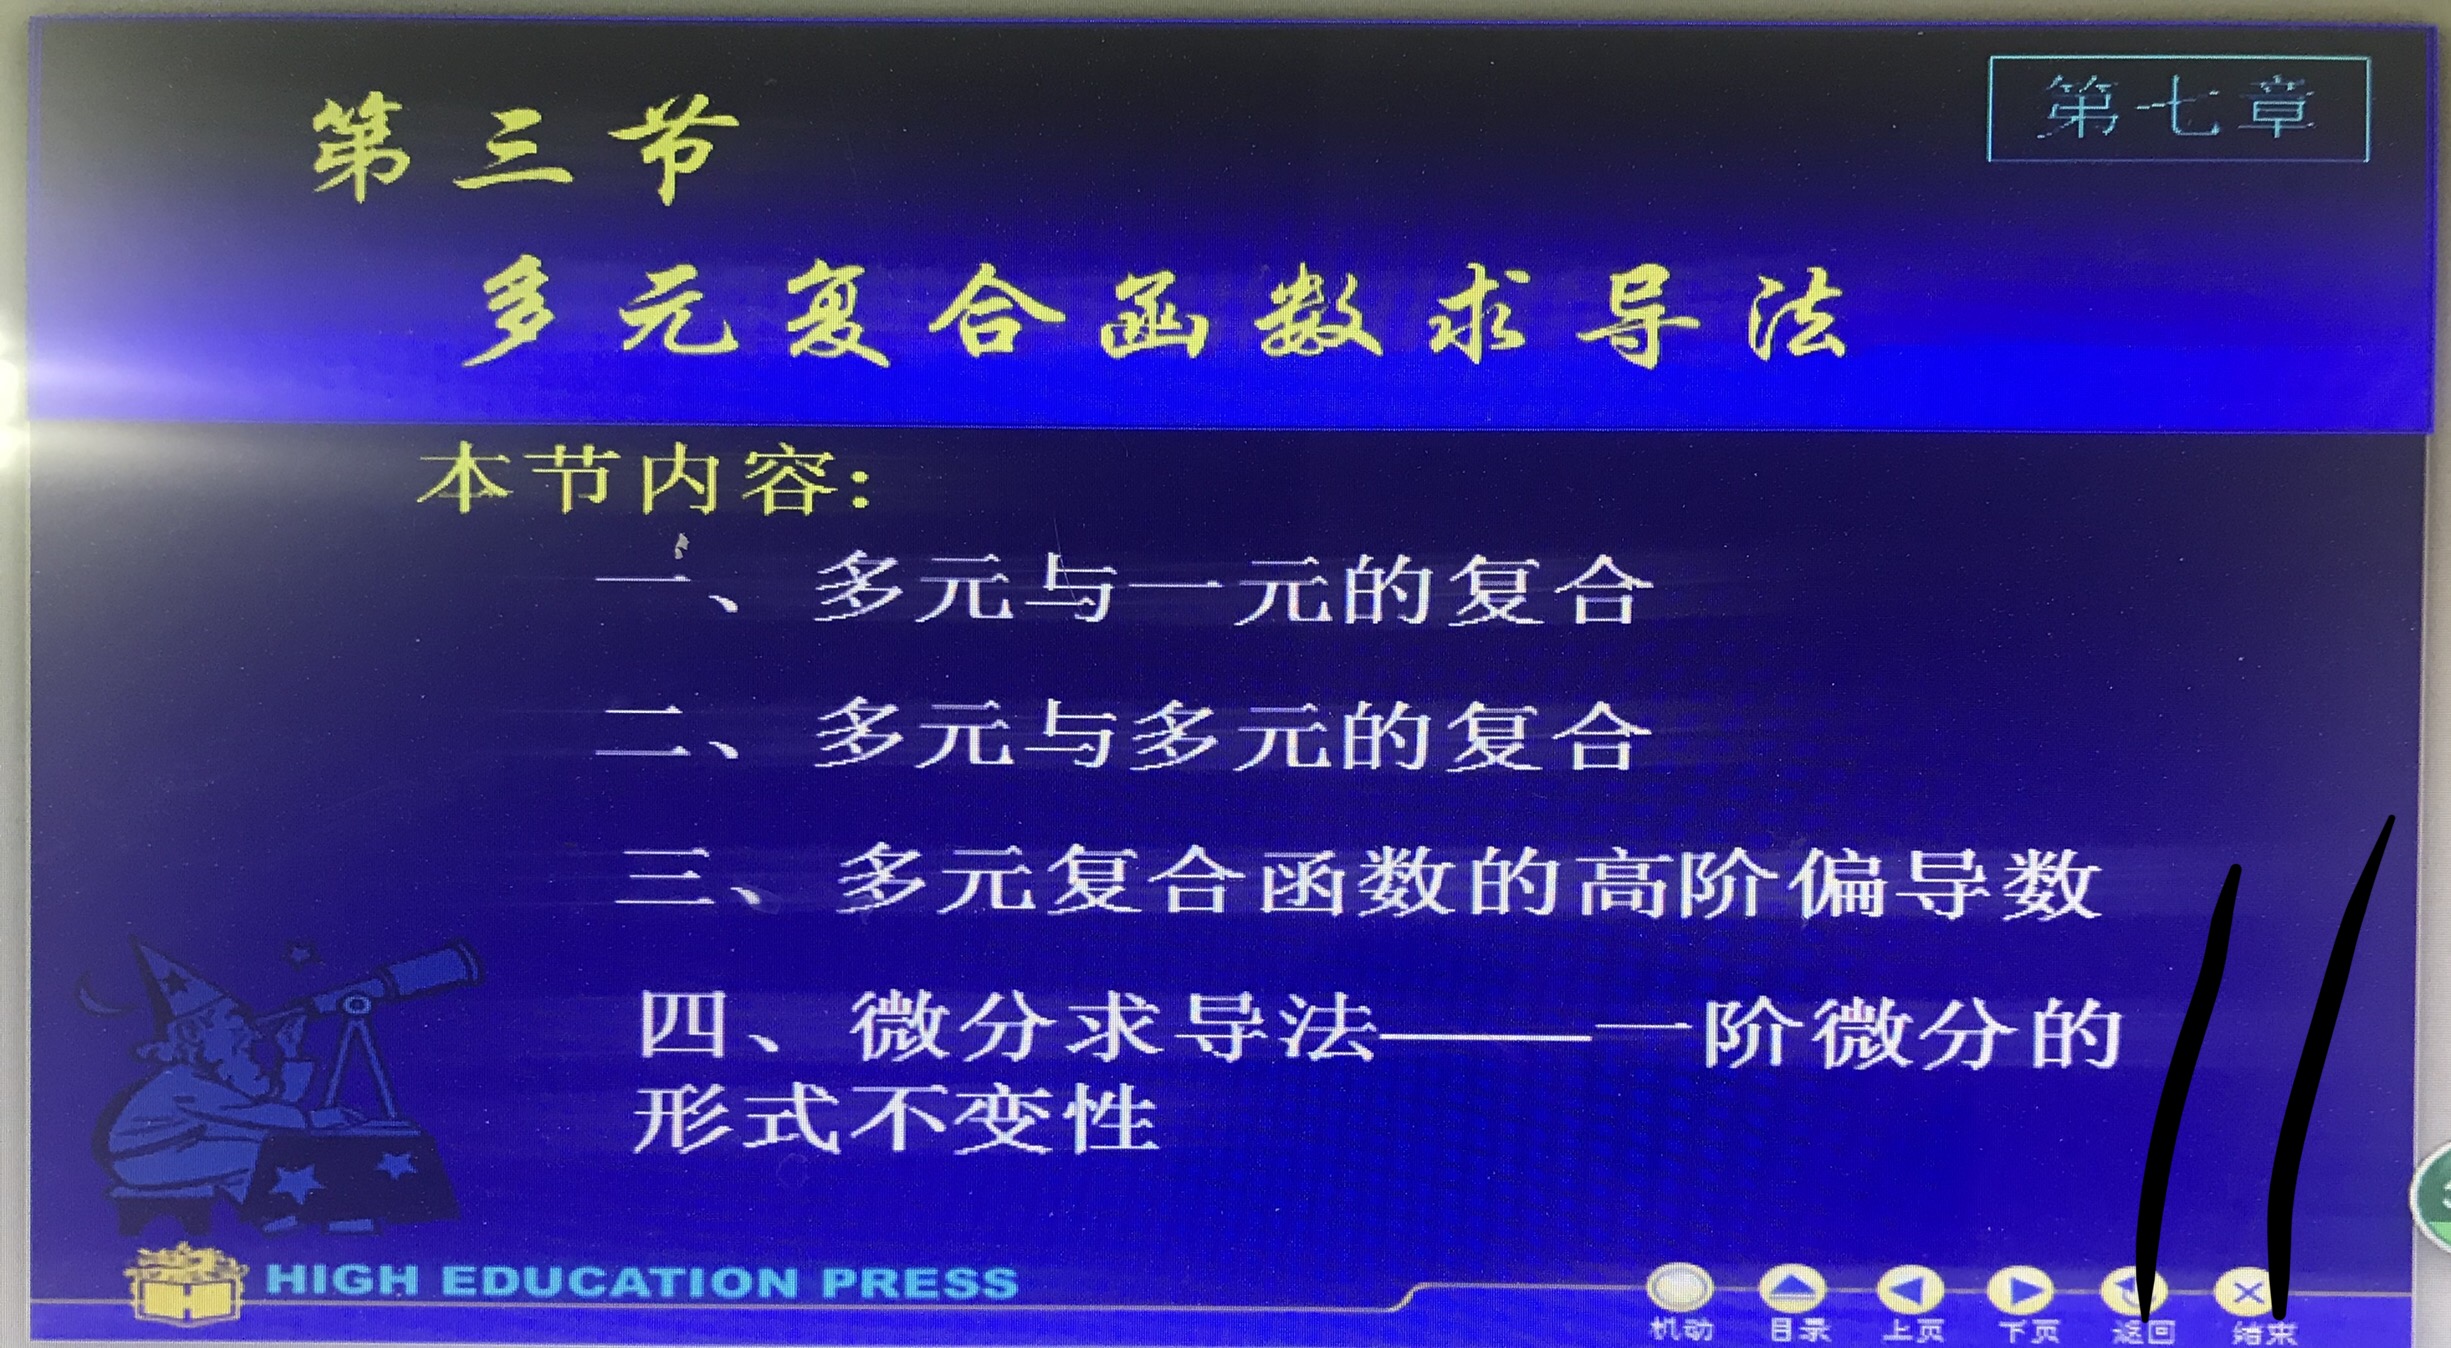 第七章
第三节
多元复合函数求导法
本节内容:
一、多元与一元的复合
二、多元与多元的复合
三、多元复合函数的高阶偏导数
四、微分求导法——一阶微分的
形式不变性
HIGH EDUCATION PRESS
机动 目录 上页 下页 返回 结束